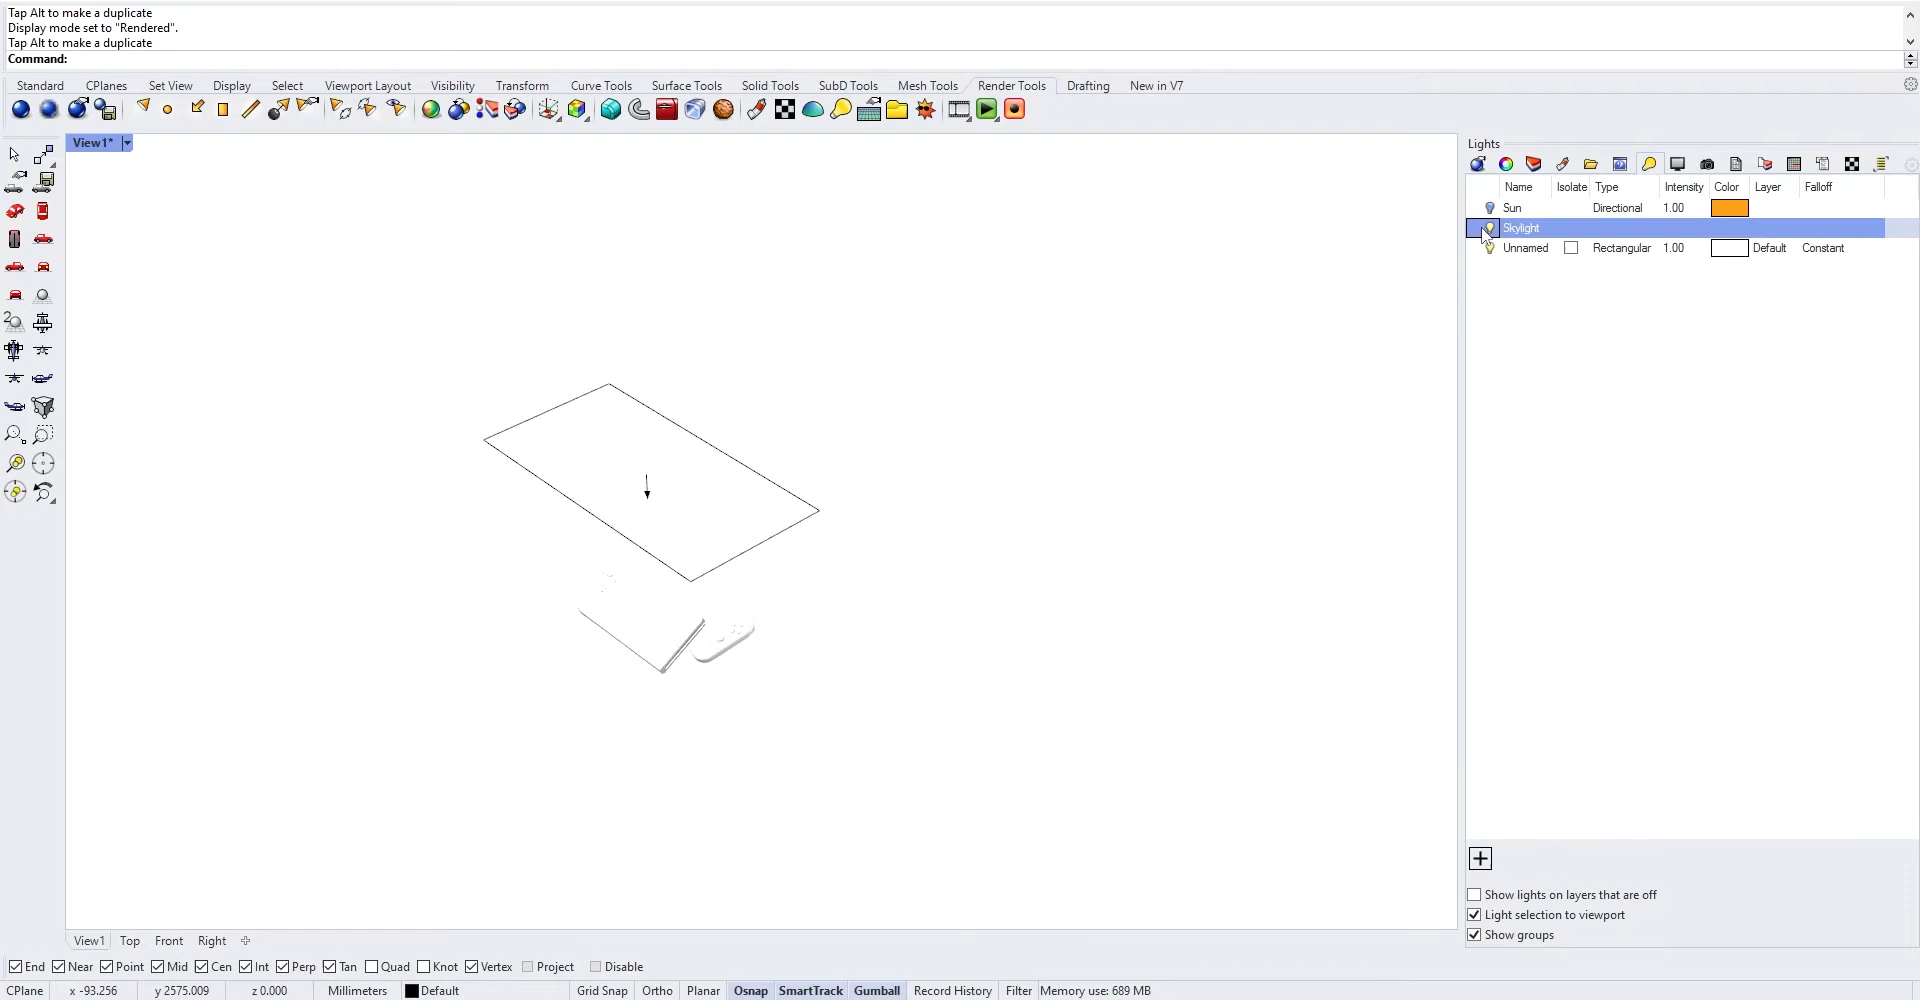 Tap Alt to make a duplicate
Display mode set to "Rendered".
Tap Alt to make a duplicate
Command:
Standard CPlanes Set View Display Select Viewport Layout Visibility Transform Curve Tools Surface Tools Solid Tools SubD Tools Mesh Tools Render Tools Drafting New in V7
View1*
Lights
Name Isolate Type Intensity Color Layer Falloff
Sun Directional 1.00
Skylight
Unnamed Rectangular 1.00 Default Constant
2
Show lights on layers that are off
Light selection to viewport
Show groups
View1 Top Front Right
End Near Point Mid Cen Int Perp Tan Quad Knot Vertex Project Disable
CPlane x -93.256 y 2575.009 z 0.000 Millimeters Default Grid Snap Ortho Planar Osnap SmartTrack Gumball Record History Filter Memory use: 689 MB